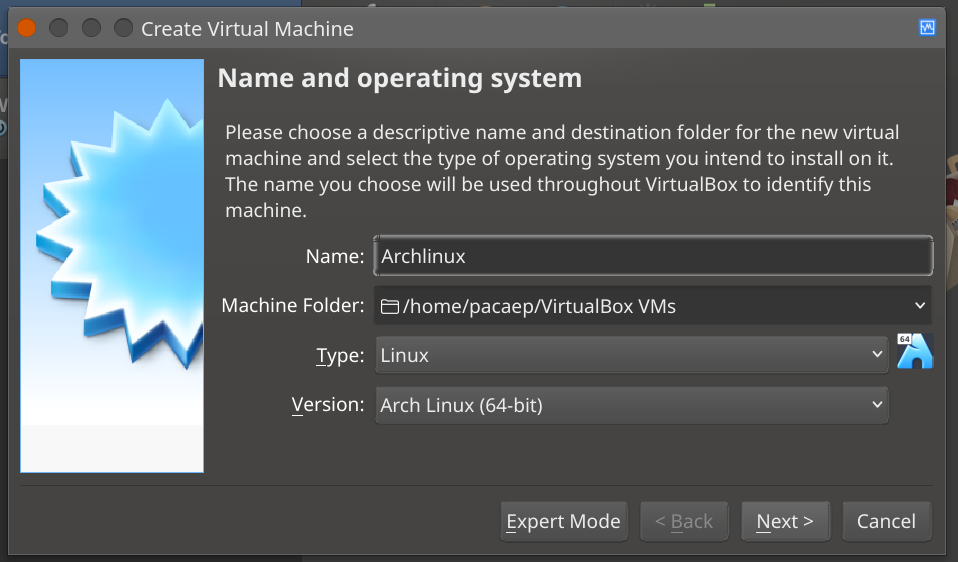 Create Virtual Machine
Name and operating system
Please choose a descriptive name and destination folder for the new virtual
machine and select the type of operating system you intend to install on it.
The name you choose will be used throughout VirtualBox to identify this
machine.
Name: Archlinux
Machine Folder: /home/pacaep/VirtualBox VMs
Type: Linux
64
Version: Arch Linux (64-bit)
Expert Mode < Back Next > Cancel